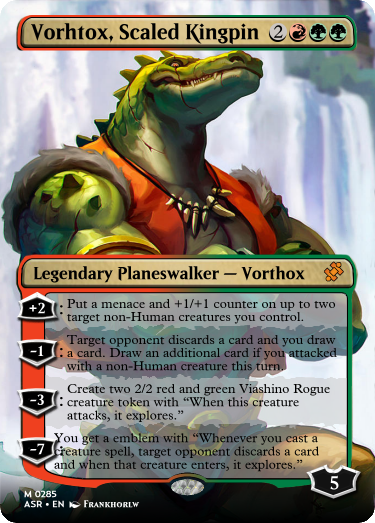 Vorhtox, Scaled Kingpin 2
Legendary Planeswalker — Vorthox
+2: Put a menace and +1/+1 counter on up to two
target non-Human creatures you control.
-1: Target opponent discards a card and you draw
a card. Draw an additional card if you attacked
with a non-Human creature this turn.
-3: Create two 2/2 red and green Viashino Rogue
creature token with “When this creature
attacks, it explores.”
-7: You get a emblem with “Whenever you cast a
creature spell, target opponent discards a card
and when that creature enters, it explores.”
5
M 0285
ASR • EN Frankhorlw